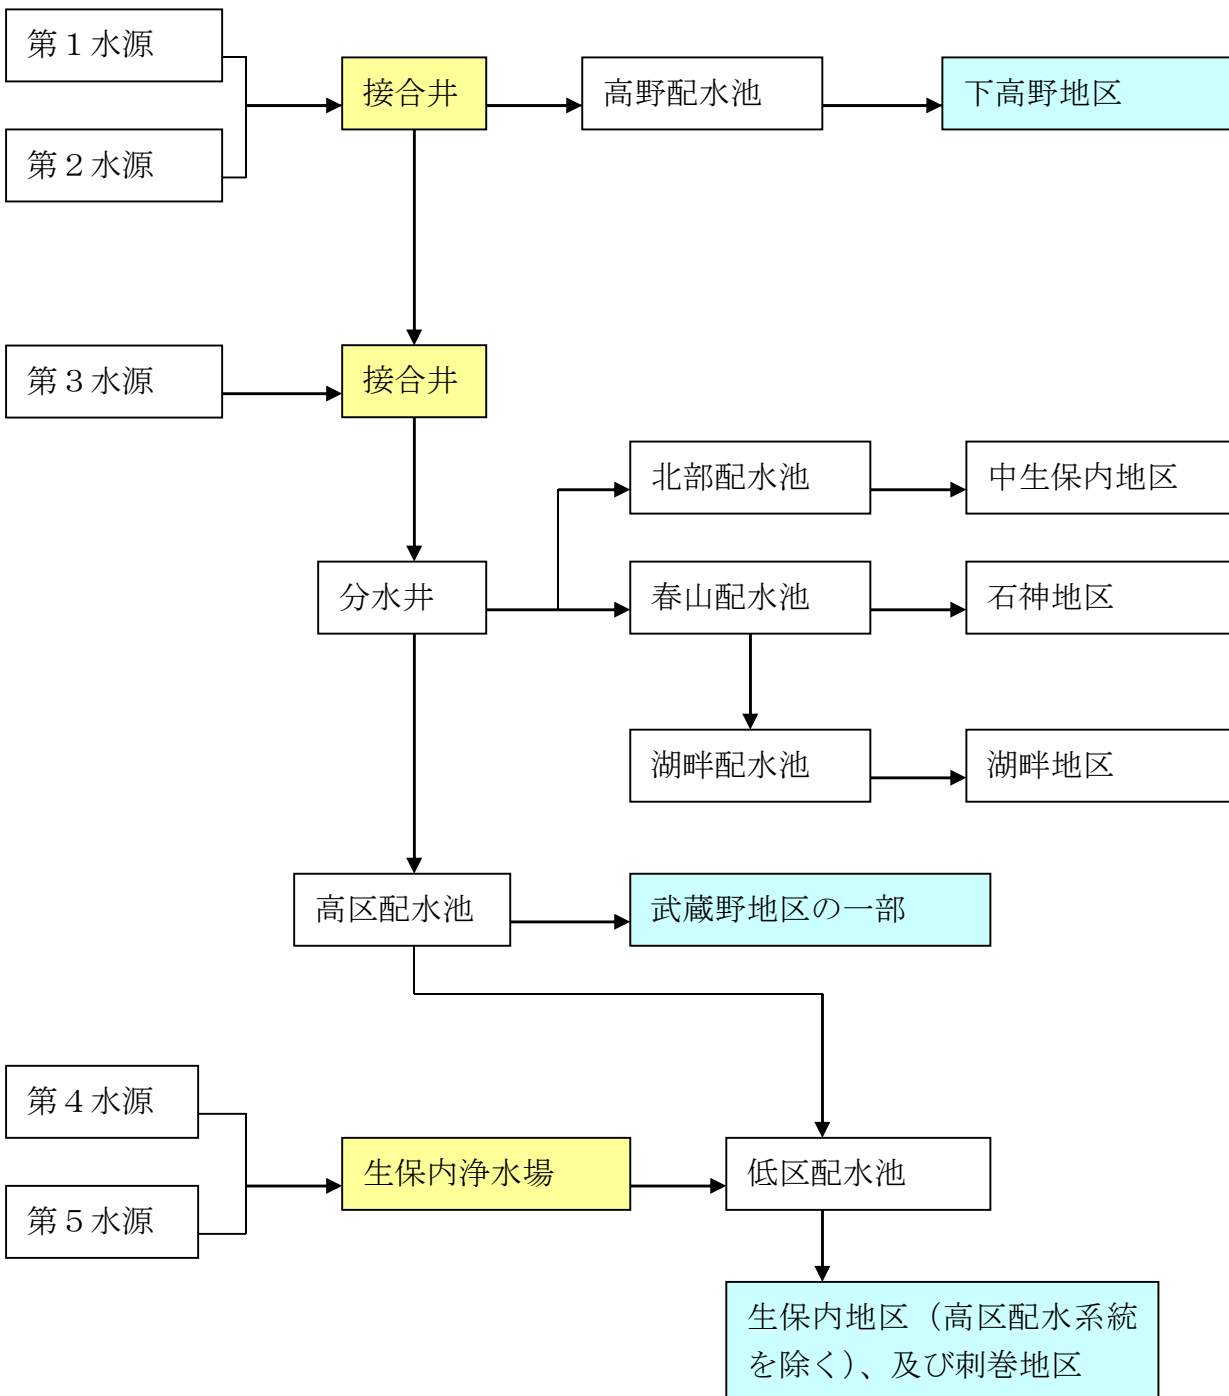 第１水源
接合井
高野配水池
下高野地区
第２水源
第３水源
接合井
北部配水池
中生保内地区
分水井
春山配水池
石神地区
湖畔配水池
湖畔地区
高区配水池
武蔵野地区の一部
第４水源
生保内浄水場
低区配水池
第５水源
生保内地区（高区配水系統
を除く）、及び刺巻地区